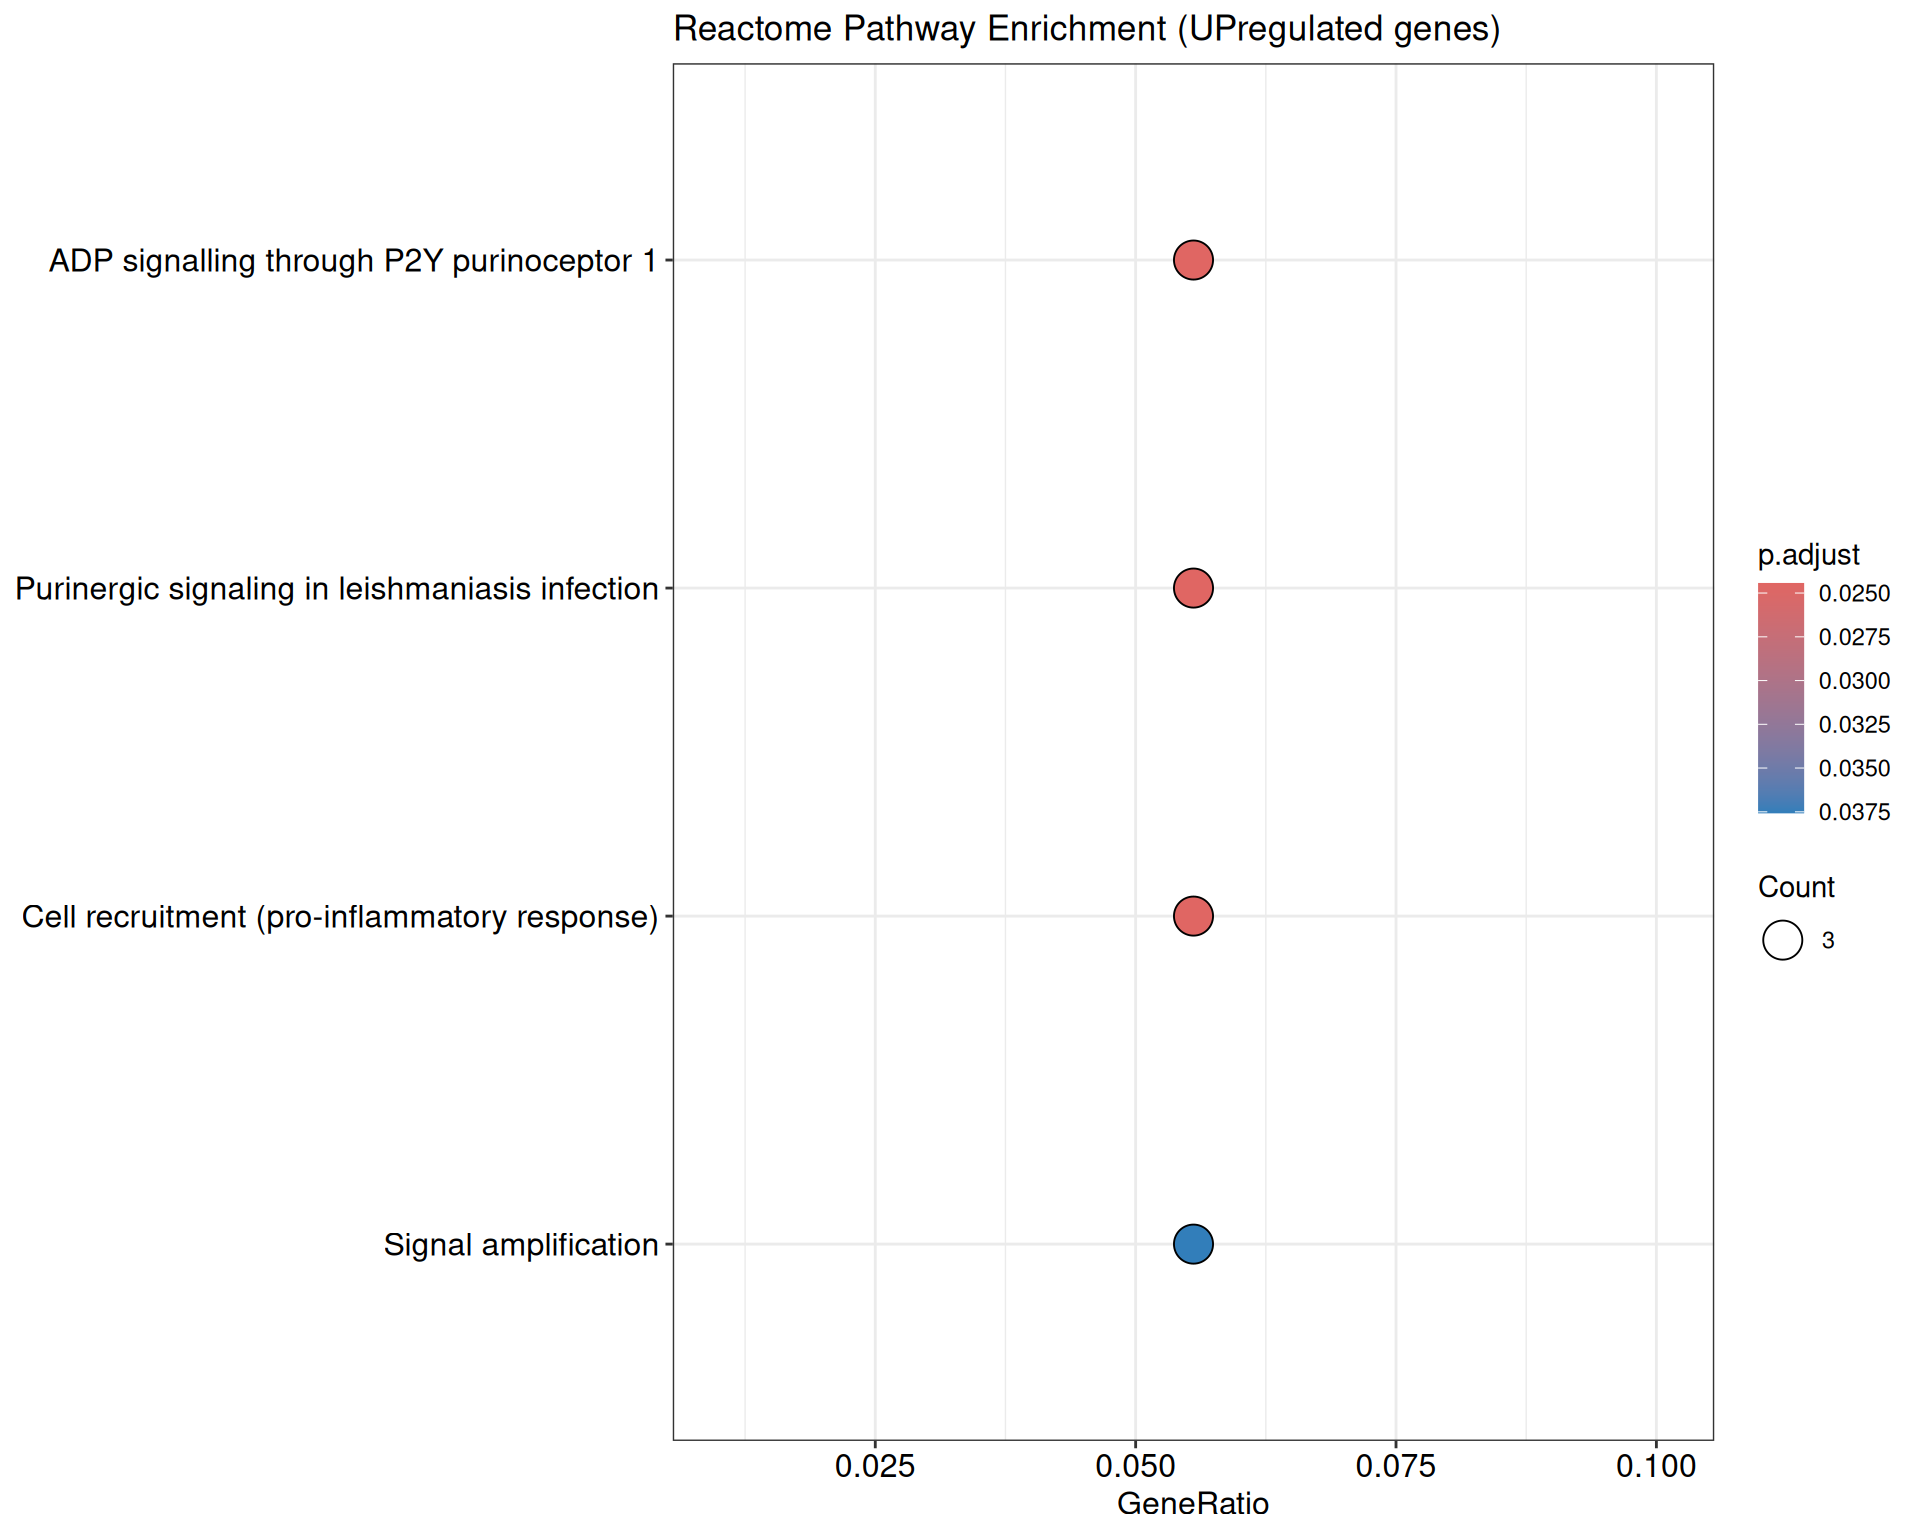 Reactome Pathway Enrichment (UPregulated genes)
ADP signalling through P2Y purinoceptor 1
Purinergic signaling in leishmaniasis infection
Cell recruitment (pro-inflammatory response)
Signal amplification
0.025
0.050
0.075
0.100
GeneRatio
p.adjust
0.0250
0.0275
0.0300
0.0325
0.0350
0.0375
Count
3